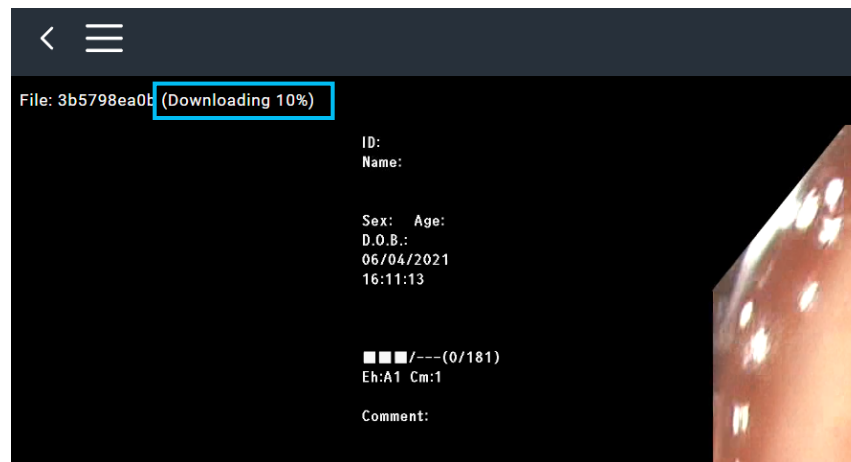 File: 3b5798ea0b (Downloading 10%)
ID:
Name:
Sex: Age:
D.O.B.:
06/04/2021
16:11:13
■■■/---(0/181)
Eh:A1 Cm:1
Comment: